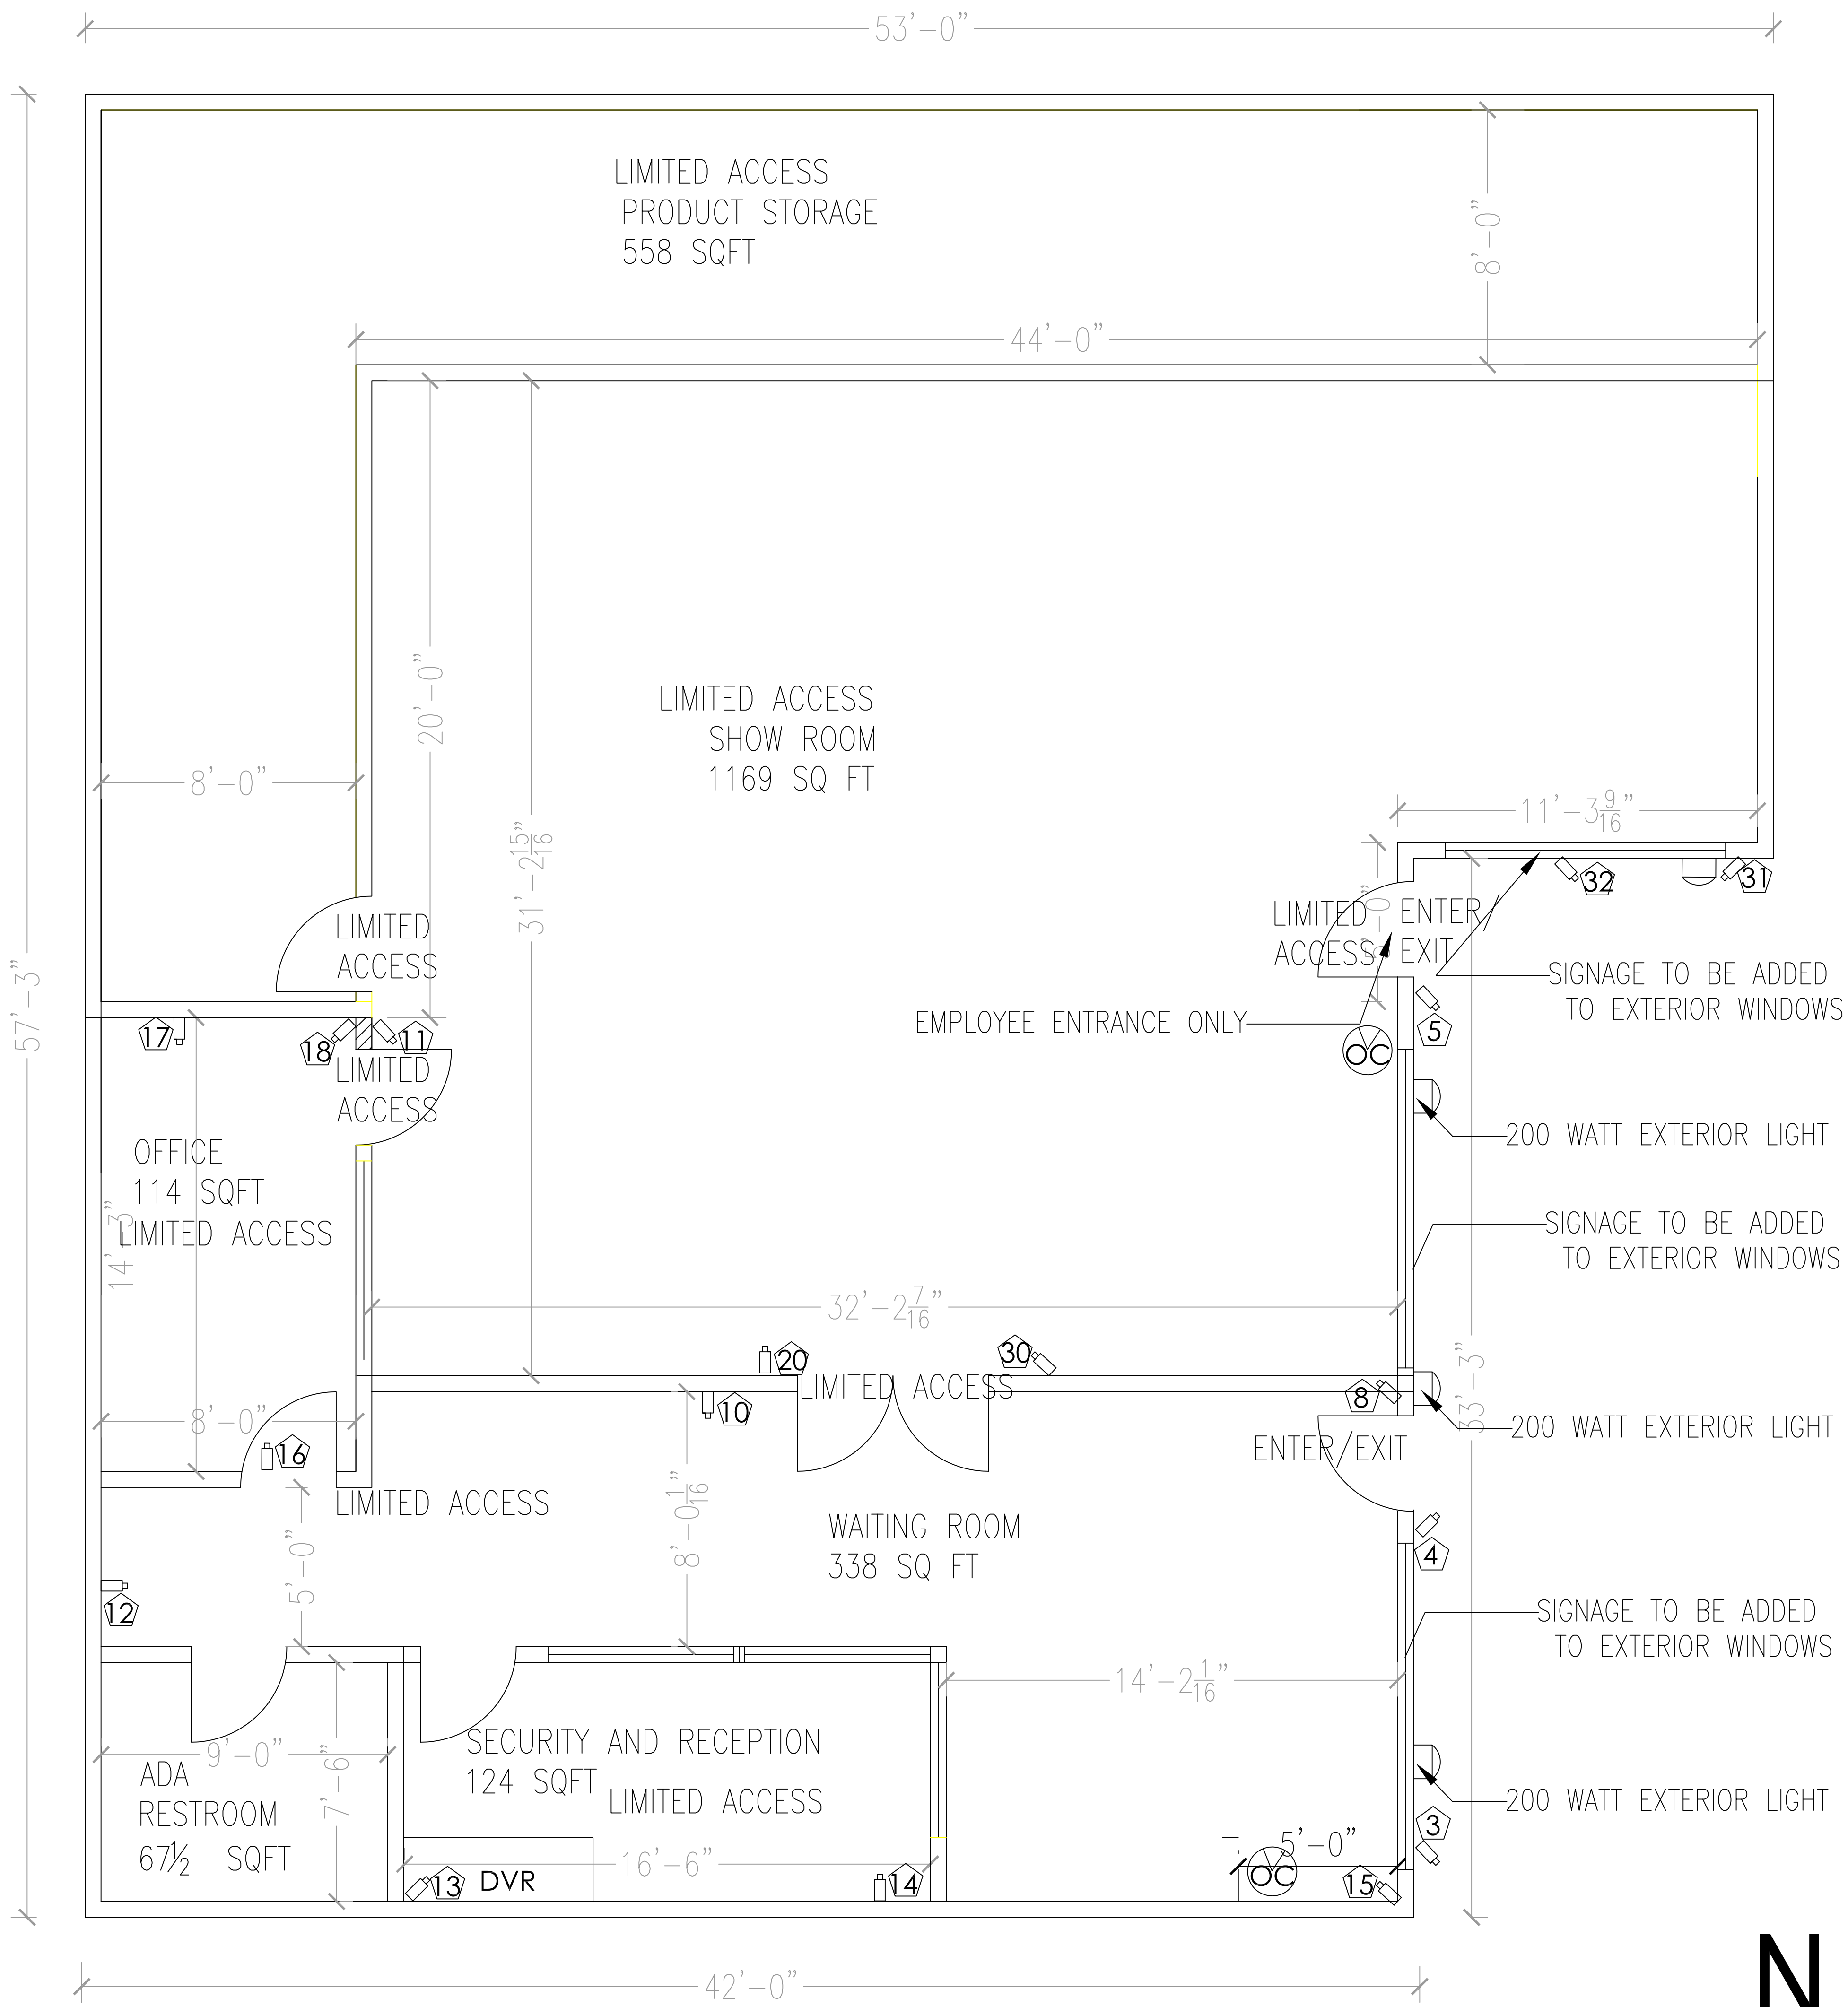 53'-0"
LIMITED ACCESS
PRODUCT STORAGE
558 SQFT
8'-0"
44'-0"
20'-0"
31'-2 15/16"
LIMITED ACCESS
SHOW ROOM
1169 SQ FT
8'-0"
11'-3 9/16"
57'-3"
LIMITED
ACCESS
LIMITED
ACCESS
ENTER/
EXIT
32
31
SIGNAGE TO BE ADDED
TO EXTERIOR WINDOWS
EMPLOYEE ENTRANCE ONLY
5
OC
17
18
11
LIMITED
ACCESS
200 WATT EXTERIOR LIGHT
OFFICE
114 SQFT
LIMITED ACCESS
14'-3"
SIGNAGE TO BE ADDED
TO EXTERIOR WINDOWS
32'-2 7/16"
33'-3"
20
30
LIMITED ACCESS
8
10
8'-0"
16
200 WATT EXTERIOR LIGHT
ENTER/EXIT
LIMITED ACCESS
8'-0 1/16"
WAITING ROOM
338 SQ FT
4
5'-0"
12
SIGNAGE TO BE ADDED
TO EXTERIOR WINDOWS
14'-2 1/16"
SECURITY AND RECEPTION
124 SQFT
LIMITED ACCESS
9'-0"
ADA
RESTROOM
67½ SQFT
7'-6"
200 WATT EXTERIOR LIGHT
3
5'-0"
16'-6"
13
DVR
14
OC
15
42'-0"
N